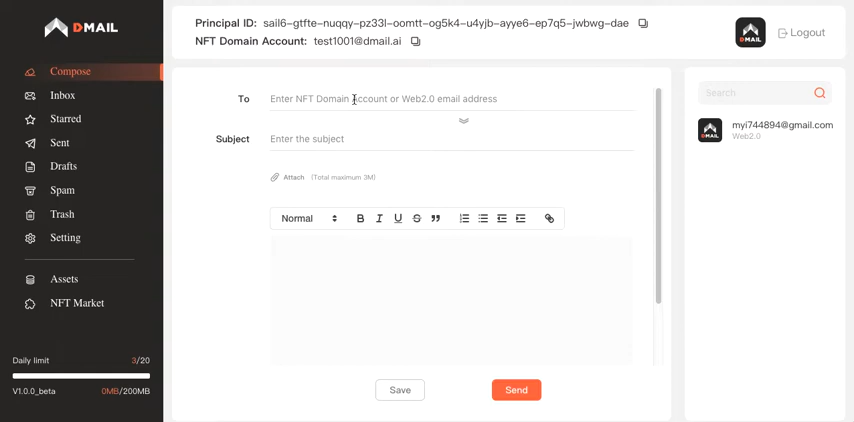 DMAIL
Principal ID: sail6-gtfte-nuqqy-pz33l-oomtt-og5k4-u4yjb-ayye6-ep7q5-jwbwg-dae
NFT Domain Account: test1001@dmail.ai
DMAIL
Logout
Compose
Inbox
Starred
Sent
Drafts
Spam
Trash
Setting
Assets
NFT Market
Daily limit 3/20
V1.0.0_beta 0MB/200MB
To Enter NFT Domain Account or Web2.0 email address
Subject Enter the subject
Attach (Total maximum 3M)
Normal B I U
Save Send
Search
DMAIL
myi744894@gmail.com
Web2.0